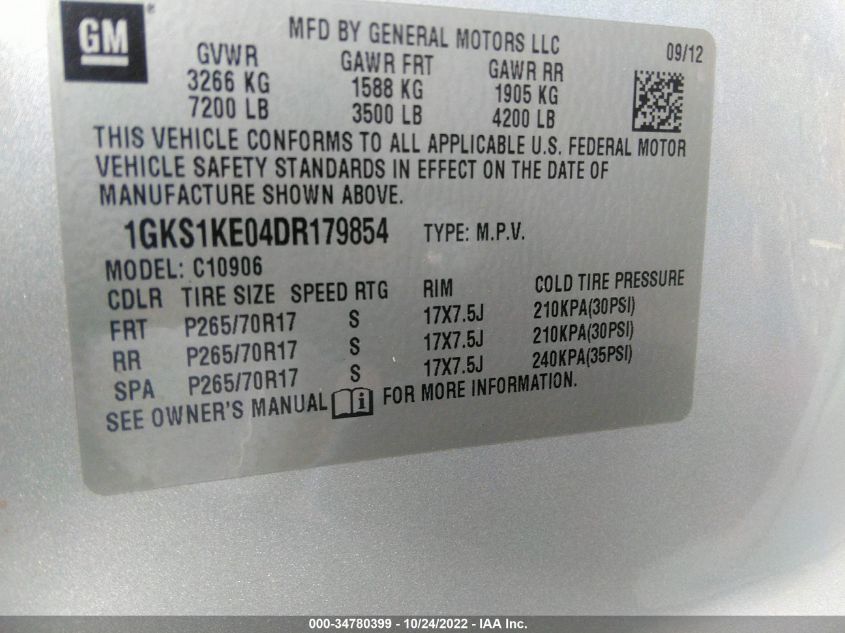 GM
MFD BY GENERAL MOTORS LLC
09/12
GVWR GAWR FRT GAWR RR
3266 KG 1588 KG 1905 KG
7200 LB 3500 LB 4200 LB
THIS VEHICLE CONFORMS TO ALL APPLICABLE U.S. FEDERAL MOTOR
VEHICLE SAFETY STANDARDS IN EFFECT ON THE DATE OF
MANUFACTURE SHOWN ABOVE.
1GKS1KE04DR179854 TYPE: M.P.V.
MODEL: C10906
CDLR TIRE SIZE SPEED RTG RIM COLD TIRE PRESSURE
FRT P265/70R17 S 17X7.5J 210KPA(30PSI)
RR P265/70R17 S 17X7.5J 210KPA(30PSI)
SPA P265/70R17 S 17X7.5J 240KPA(35PSI)
SEE OWNER'S MANUAL i FOR MORE INFORMATION.
000-34780399 - 10/24/2022 - IAA Inc.